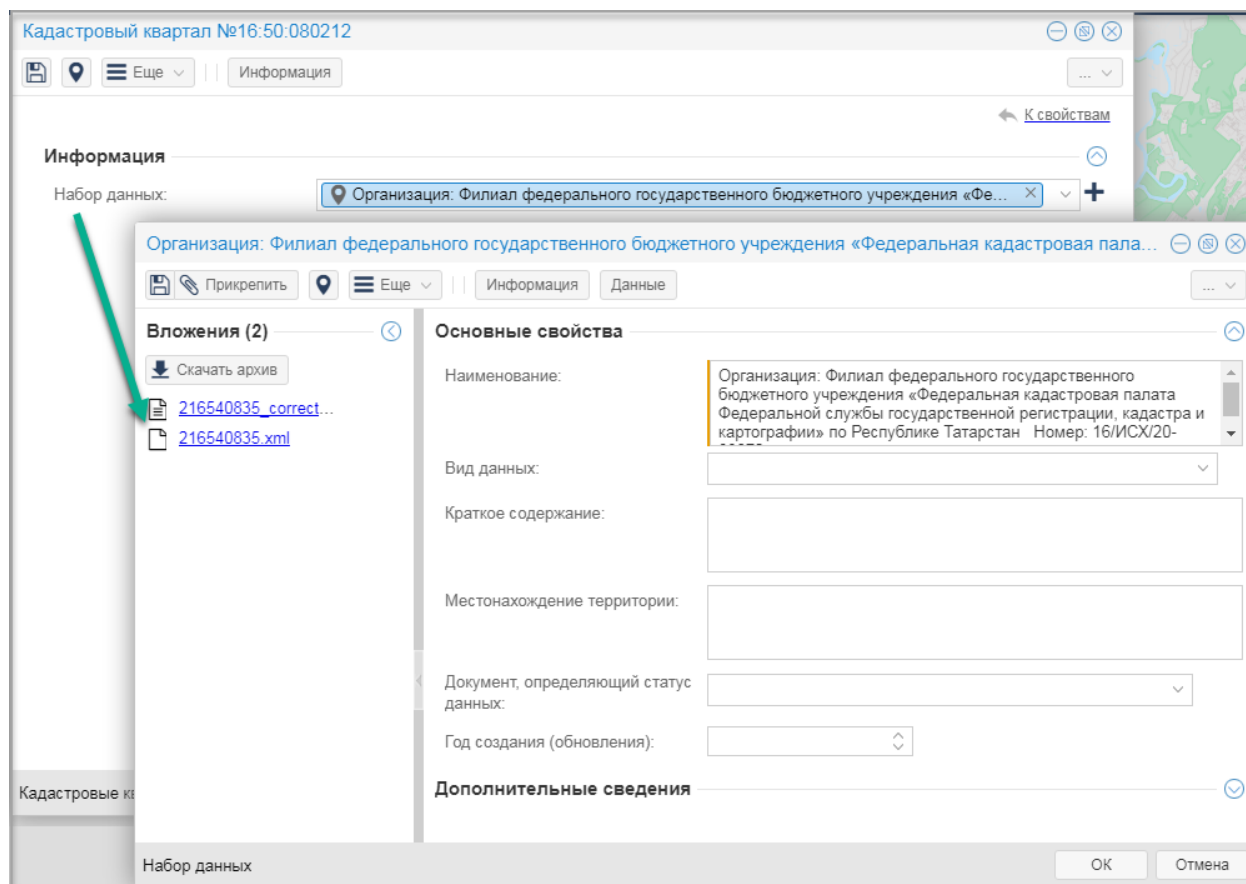 Кадастровый квартал №16:50:080212
Еще
Информация
...
К свойствам
Информация
Набор данных:
Организация: Филиал федерального государственного бюджетного учреждения «Фе...
Организация: Филиал федерального государственного бюджетного учреждения «Федеральная кадастровая пала...
Прикрепить
Еще
Информация
Данные
...
Вложения (2)
Скачать архив
216540835_correct...
216540835.xml
Основные свойства
Наименование:
Организация: Филиал федерального государственного
бюджетного учреждения «Федеральная кадастровая палата
Федеральной службы государственной регистрации, кадастра и
картографии» по Республике Татарстан Номер: 16/ИСХ/20-
Вид данных:
Краткое содержание:
Местонахождение территории:
Документ, определяющий статус
данных:
Год создания (обновления):
Дополнительные сведения
Кадастровые
Набор данных
ОК
Отмена